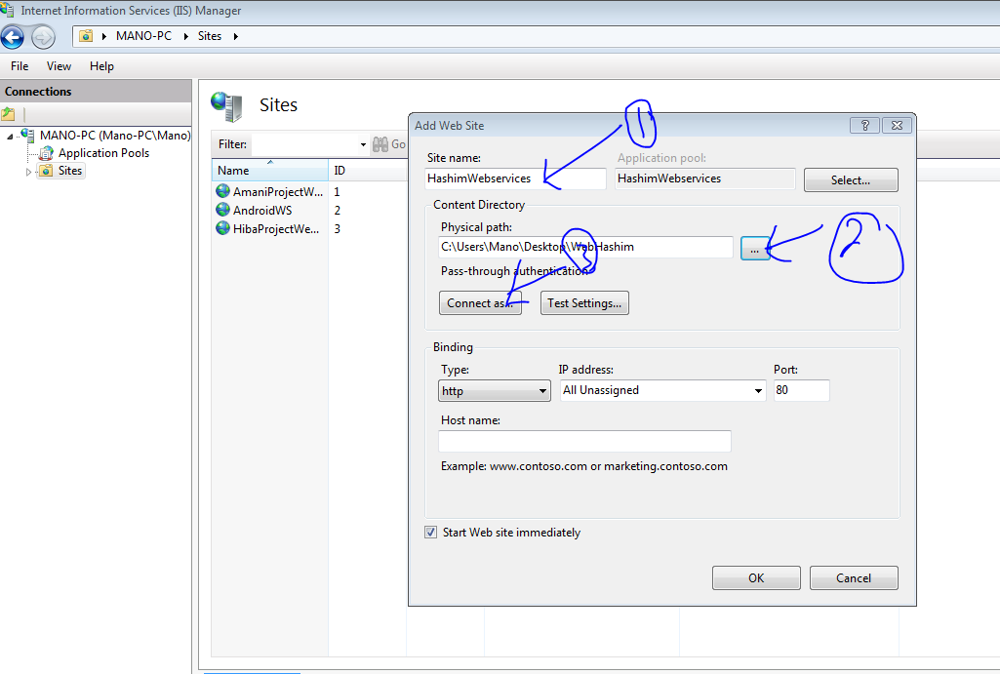 Internet Information Services (IIS) Manager
MANO-PC Sites
File View Help
Connections
MANO-PC (Mano-PC\Mano)
Application Pools
Sites
Sites
Filter: Go
Name ID
AmaniProjectW... 1
AndroidWS 2
HibaProjectWe... 3
Add Web Site
1
Site name: Application pool:
HashimWebservices HashimWebservices Select...
Content Directory
Physical path:
C:\Users\Mano\Desktop\WebHashim ...
2
3
Pass-through authentication
Connect as... Test Settings...
Binding
Type: IP address: Port:
http All Unassigned 80
Host name:
Example: www.contoso.com or marketing.contoso.com
Start Web site immediately
OK Cancel